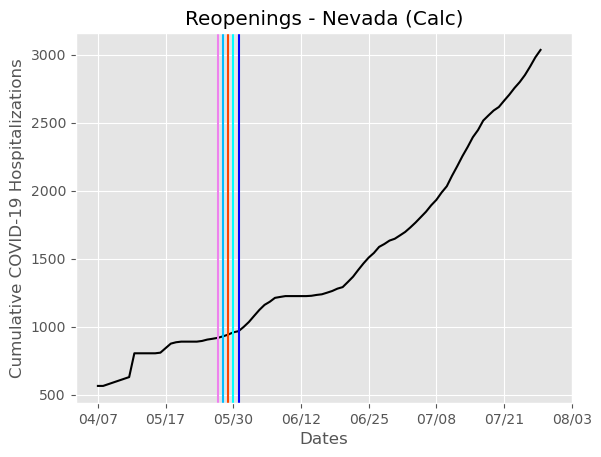 Reopenings - Nevada (Calc)
Cumulative COVID-19 Hospitalizations
3000
2500
2000
1500
1000
500
04/07 05/17 05/30 06/12 06/25 07/08 07/21 08/03
Dates